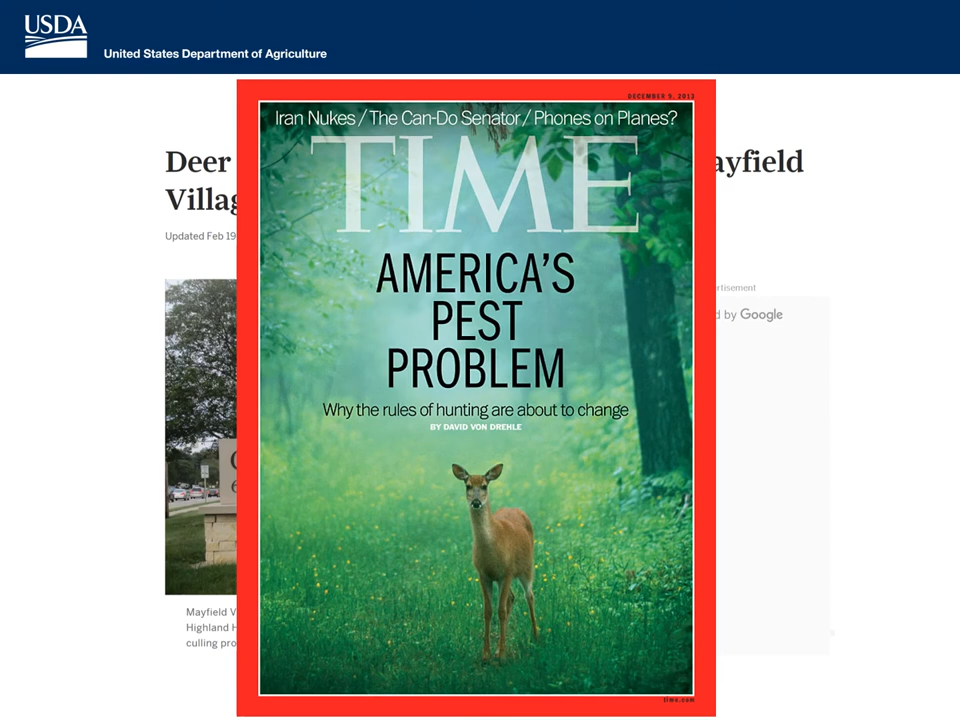 USDA
United States Department of Agriculture
DECEMBER 9, 2013
Iran Nukes / The Can-Do Senator / Phones on Planes?
TIME
AMERICA'S
PEST
PROBLEM
Why the rules of hunting are about to change
BY DAVID VON DREHLE
time.com
Deer
ayfield
Villag
Updated Feb 19
rtisement
d by Google
Mayfield V
Highland H
culling pro